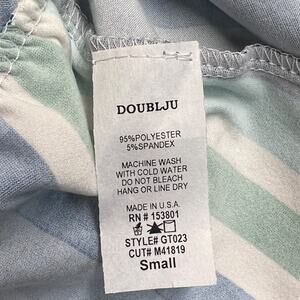 DOUBLJU
95%POLYESTER
5%SPANDEX
MACHINE WASH
WITH COLD WATER
DO NOT BLEACH
HANG OR LINE DRY
MADE IN U.S.A.
RN# 153801
STYLE# GT023
CUT# M41819
Small